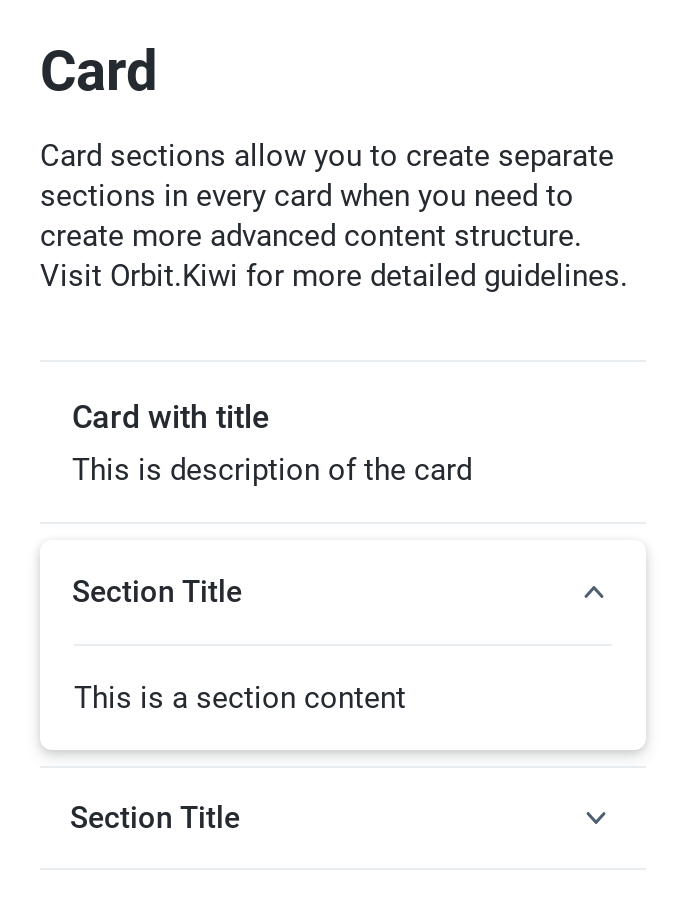 Card
Card sections allow you to create separate
sections in every card when you need to
create more advanced content structure.
Visit Orbit.Kiwi for more detailed guidelines.
Card with title
This is description of the card
Section Title
This is a section content
Section Title